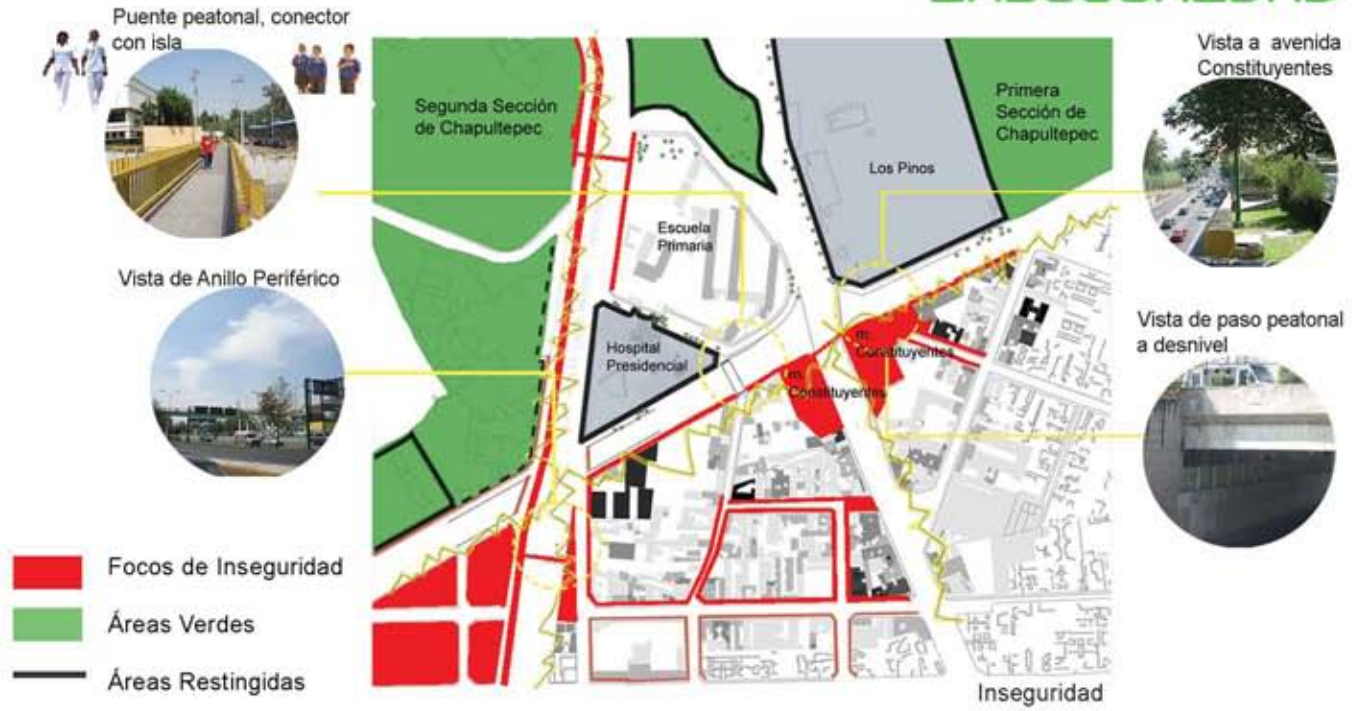 Puente peatonal, conector
con isla
Vista a avenida
Constituyentes
Segunda Sección
de Chapultepec
Primera
Sección de
Chapultepec
Los Pinos
Escuela
Primaria
Vista de Anillo Periférico
Hospital
Presidencial
m.
Constituyentes
m.
Constituyentes
Vista de paso peatonal
a desnivel
Focos de Inseguridad
Áreas Verdes
Áreas Restingidas
Inseguridad